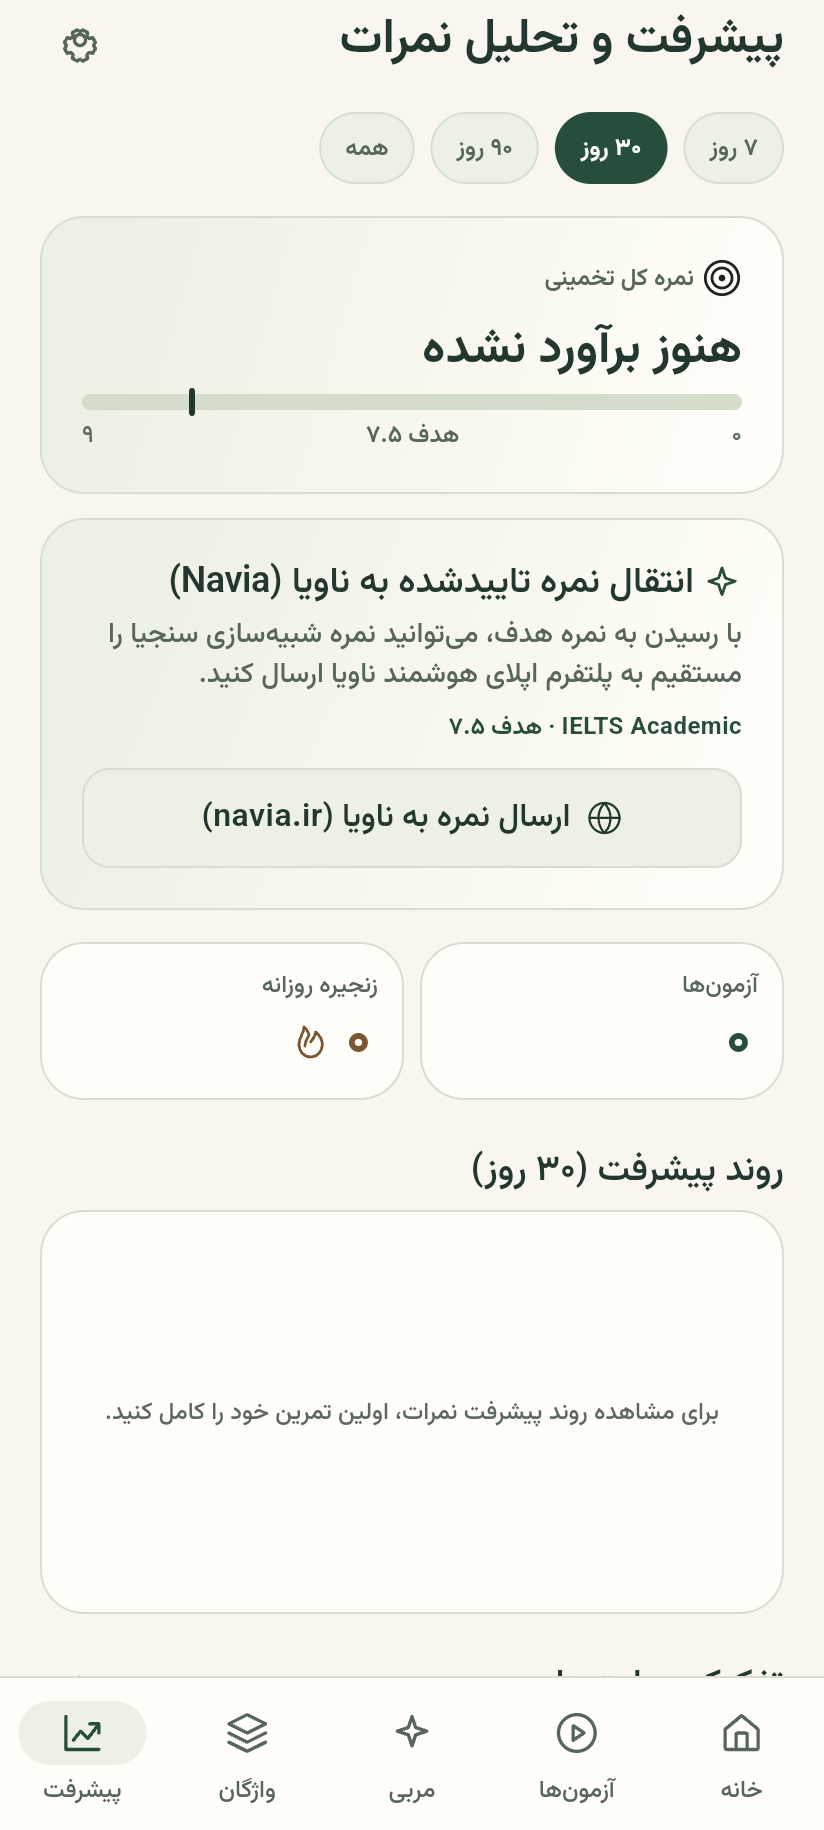 پیشرفت و تحلیل نمرات
۷ روز
۳۰ روز
۹۰ روز
همه
نمره کل تخمینی
هنوز برآورد نشده
۰
هدف ۷.۵
۹
انتقال نمره تاییدشده به ناویا (Navia)
با رسیدن به نمره هدف، می‌توانید نمره شبیه‌سازی سنجیا را
مستقیم به پلتفرم اپلای هوشمند ناویا ارسال کنید.
IELTS Academic · هدف ۷.۵
ارسال نمره به ناویا (navia.ir)
آزمون‌ها
۰
زنجیره روزانه
۰
روند پیشرفت (۳۰ روز)
برای مشاهده روند پیشرفت نمرات، اولین تمرین خود را کامل کنید.
خانه
آزمون‌ها
مربی
واژگان
پیشرفت